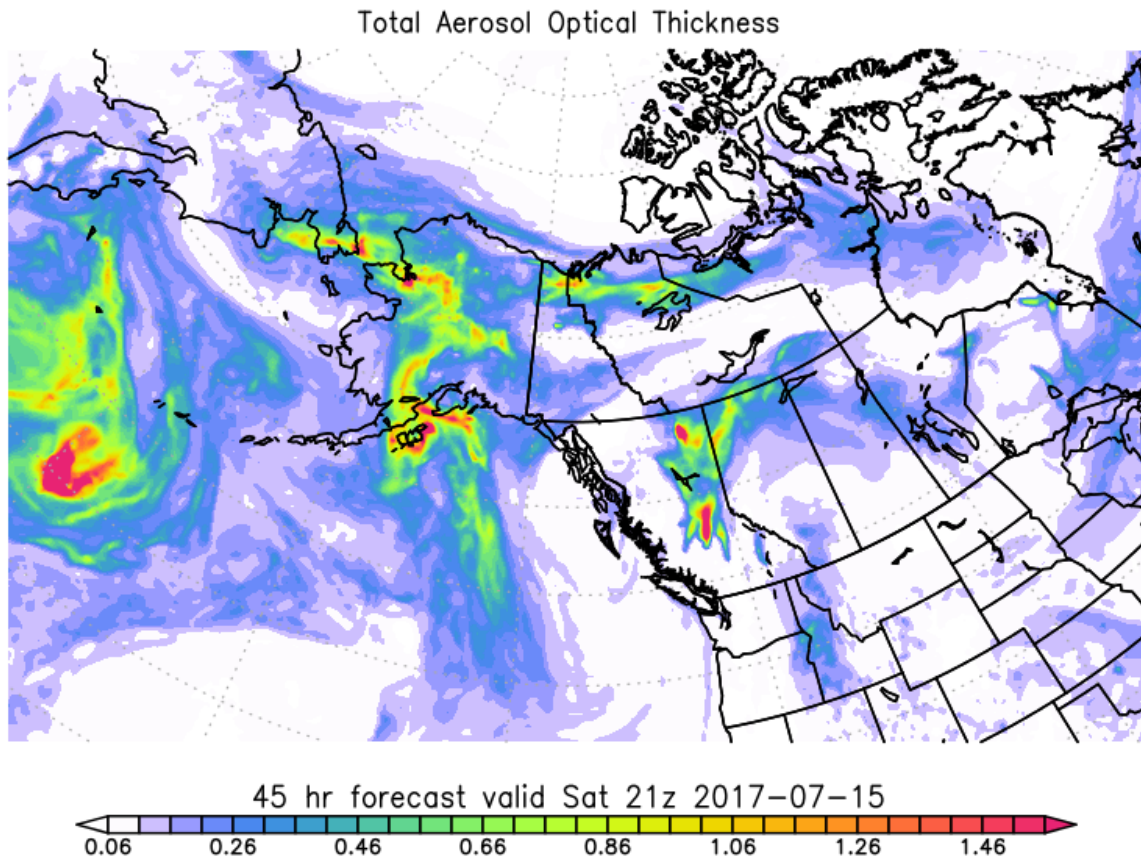 Total Aerosol Optical Thickness
45 hr forecast valid Sat 21z 2017-07-15
0.06 0.26 0.46 0.66 0.86 1.06 1.26 1.46